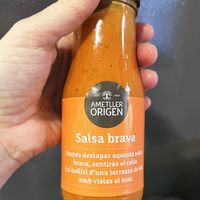 AMETLLER
ORIGEN
Salsa brava
Només destapar aquesta salsa
brava, sentiràs el caliu
i el bullici d'una terrassa de bar
amb vistes al mar.